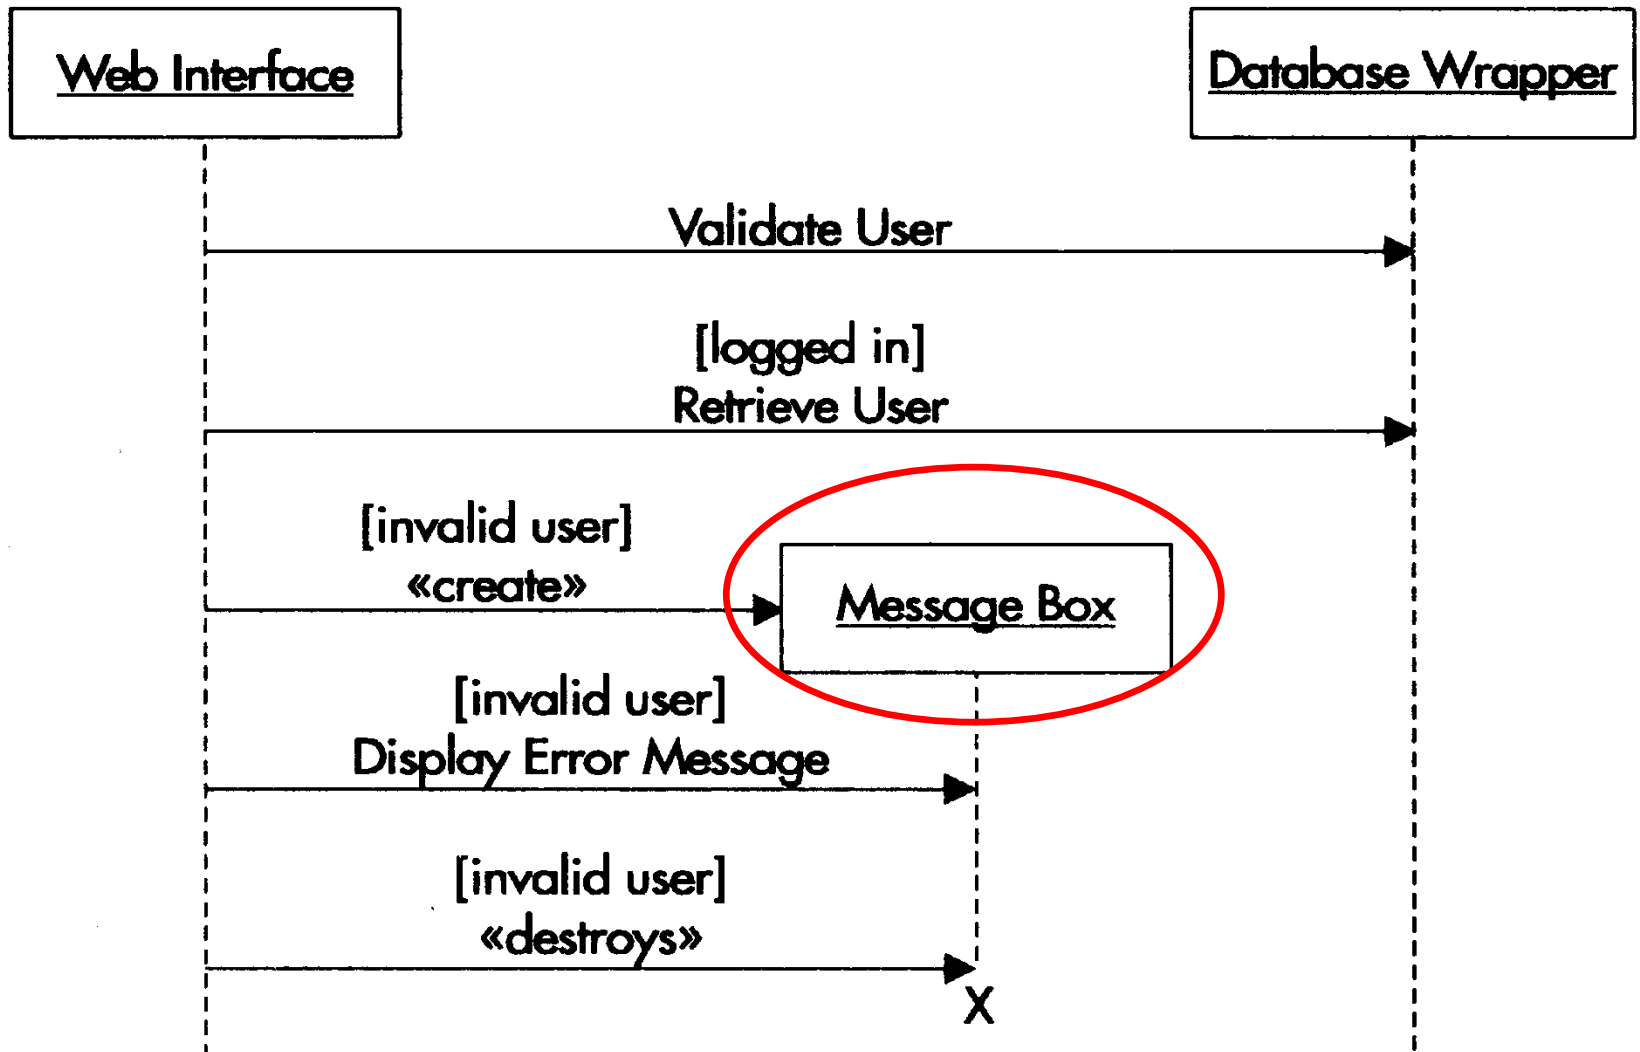 Web Interface
Database Wrapper
Validate User
[logged in]
Retrieve User
[invalid user]
«create»
Message Box
[invalid user]
Display Error Message
[invalid user]
«destroys»
X